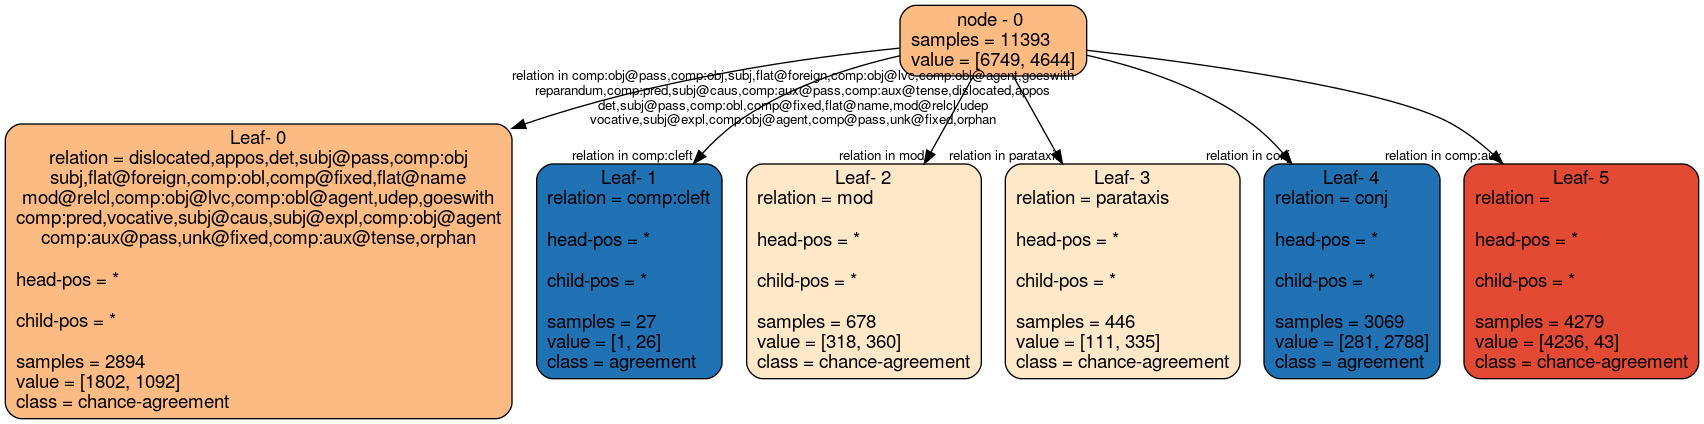 node - 0
samples = 11393
value = [6749, 4644]
relation in comp:obj@pass,comp:obj,subj,flat@foreign,comp:obj@lvc,comp:obl@agent,goeswith
reparandum,comp:pred,subj@caus,comp:aux@pass,comp:aux@tense,dislocated,appos
det,subj@pass,comp:obl,comp@fixed,flat@name,mod@relcl,udep
vocative,subj@expl,comp:obj@agent,comp@pass,unk@fixed,orphan
relation in comp:cleft
relation in mod
relation in parataxis
relation in conj
relation in comp:aux
Leaf- 0
relation = dislocated,appos,det,subj@pass,comp:obj
subj,flat@foreign,comp:obl,comp@fixed,flat@name
mod@relcl,comp:obj@lvc,comp:obl@agent,udep,goeswith
comp:pred,vocative,subj@caus,subj@expl,comp:obj@agent
comp:aux@pass,unk@fixed,comp:aux@tense,orphan
head-pos = *
child-pos = *
samples = 2894
value = [1802, 1092]
class = chance-agreement
Leaf- 1
relation = comp:cleft
head-pos = *
child-pos = *
samples = 27
value = [1, 26]
class = agreement
Leaf- 2
relation = mod
head-pos = *
child-pos = *
samples = 678
value = [318, 360]
class = chance-agreement
Leaf- 3
relation = parataxis
head-pos = *
child-pos = *
samples = 446
value = [111, 335]
class = chance-agreement
Leaf- 4
relation = conj
head-pos = *
child-pos = *
samples = 3069
value = [281, 2788]
class = agreement
Leaf- 5
relation =
head-pos = *
child-pos = *
samples = 4279
value = [4236, 43]
class = chance-agreement